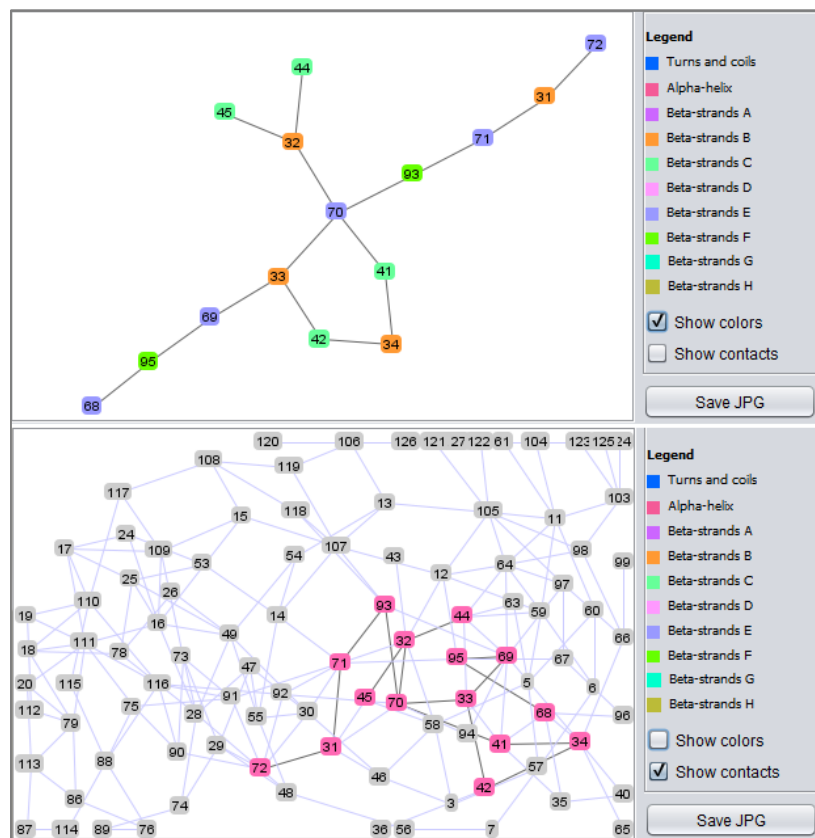 72
44
31
45
32
71
93
70
33
41
69
42
34
95
68
Legend
Turns and coils
Alpha-helix
Beta-strands A
Beta-strands B
Beta-strands C
Beta-strands D
Beta-strands E
Beta-strands F
Beta-strands G
Beta-strands H
Show colors
Show contacts
Save JPG
120 106 126 121 27 122 61 104 123 125 24
108 119
117 103
118 13
15 105 11
24
17 109 54 107 43 98
53 64 99
25 12 97
26
110 93 63 59 60
19 16 14 44
49 32 66
18 111 78 73 71 95 69 67
47
20 115 116 91 92 45 5 6
70 33
112 79 75 28 55 30 58 68 96
94
29 31 41 34
90
113 88 72 46 57
48 42
86 74 3 35 40
87 114 89 76 36 56 7 65
Legend
Turns and coils
Alpha-helix
Beta-strands A
Beta-strands B
Beta-strands C
Beta-strands D
Beta-strands E
Beta-strands F
Beta-strands G
Beta-strands H
Show colors
Show contacts
Save JPG